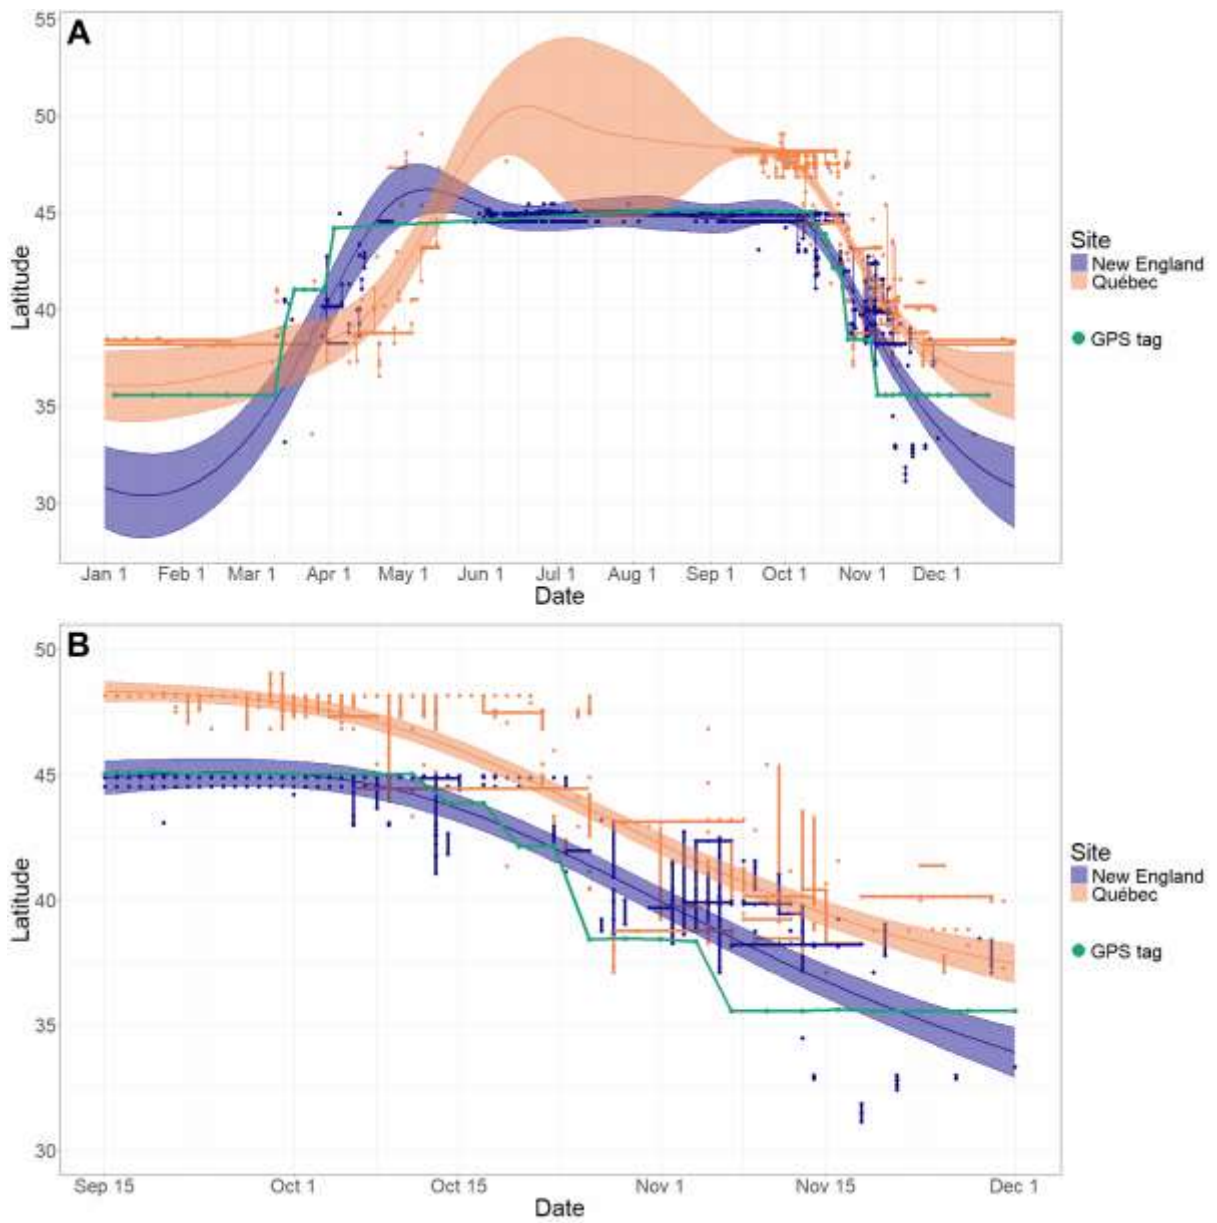 A
55
50
45
40
35
30
Latitude
Jan 1 Feb 1 Mar 1 Apr 1 May 1 Jun 1 Jul 1 Aug 1 Sep 1 Oct 1 Nov 1 Dec 1
Date
Site
New England
Québec
GPS tag
B
50
45
40
35
30
Latitude
Sep 15 Oct 1 Oct 15 Nov 1 Nov 15 Dec 1
Date
Site
New England
Québec
GPS tag